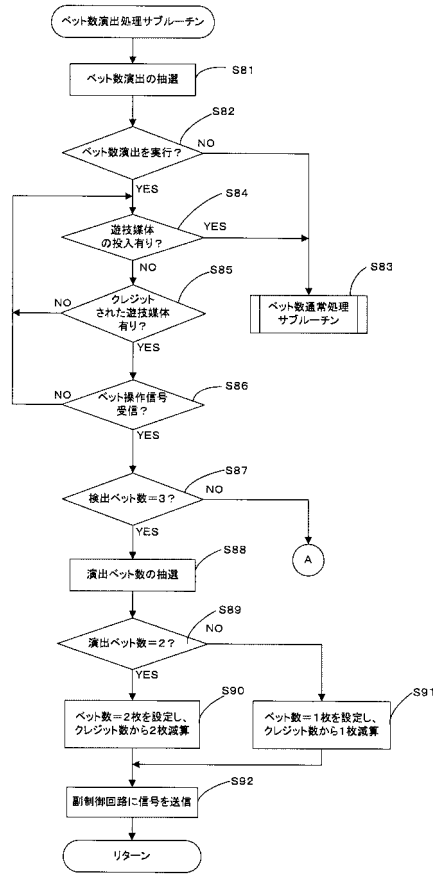 ベット数演出処理サブルーチン
S81
ベット数演出の抽選
S82
ベット数演出を実行?
NO
YES
S84
遊技媒体
の投入有り?
YES
NO
S83
ベット数通常処理
サブルーチン
S85
クレジット
された遊技媒体
有り?
NO
YES
S86
ベット操作信号
受信?
NO
YES
S87
検出ベット数=3?
NO
YES
A
S88
演出ベット数の抽選
S89
演出ベット数=2?
NO
YES
S90
ベット数=2枚を設定し、
クレジット数から2枚減算
S91
ベット数=1枚を設定し、
クレジット数から1枚減算
S92
副制御回路に信号を送信
リターン